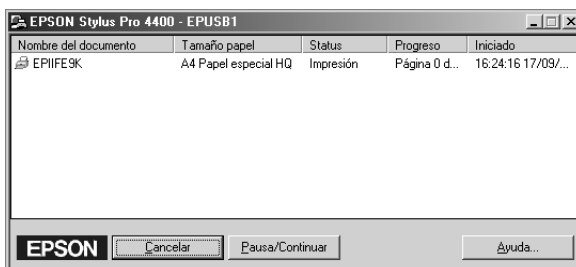 EPSON Stylus Pro 4400 - EPUSB1
Nombre del documento Tamaño papel Status Progreso Iniciado
EPIIFE9K A4 Papel especial HQ Impresión Página 0 d... 16:24:16 17/09/...
EPSON Cancelar Pausa/Continuar Ayuda...